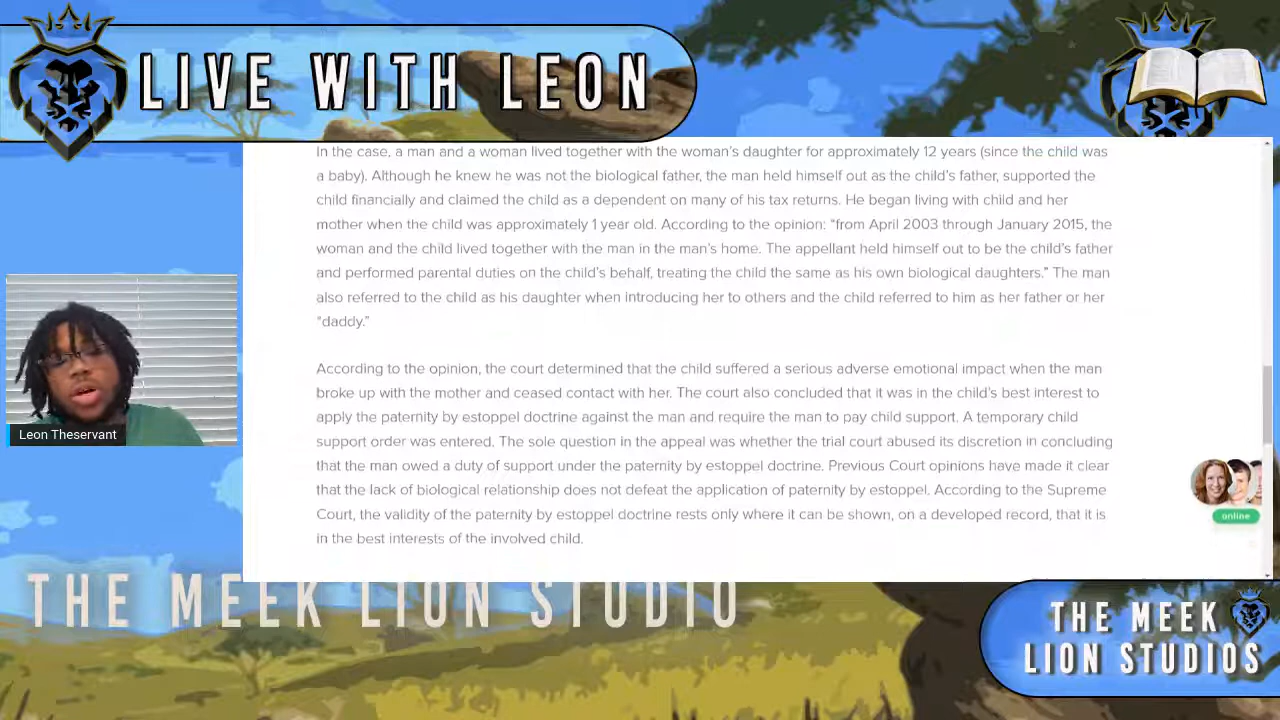 LIVE WITH LEON
In the case, a man and a woman lived together with the woman's daughter for approximately 12 years (since the child was
a baby). Although he knew he was not the biological father, the man held himself out as the child's father, supported the
child financially and claimed the child as a dependent on many of his tax returns. He began living with child and her
mother when the child was approximately 1 year old. According to the opinion: “from April 2003 through January 2015, the
woman and the child lived together with the man in the man's home. The appellant held himself out to be the child's father
and performed parental duties on the child's behalf, treating the child the same as his own biological daughters.” The man
also referred to the child as his daughter when introducing her to others and the child referred to him as her father or her
“daddy.”
According to the opinion, the court determined that the child suffered a serious adverse emotional impact when the man
broke up with the mother and ceased contact with her. The court also concluded that it was in the child's best interest to
apply the paternity by estoppel doctrine against the man and require the man to pay child support. A temporary child
support order was entered. The sole question in the appeal was whether the trial court abused its discretion in concluding
that the man owed a duty of support under the paternity by estoppel doctrine. Previous Court opinions have made it clear
that the lack of biological relationship does not defeat the application of paternity by estoppel. According to the Supreme
Court, the validity of the paternity by estoppel doctrine rests only where it can be shown, on a developed record, that it is
in the best interests of the involved child.
Leon Theservant
online
THE MEEK LION STUDIO
THE MEEK
LION STUDIOS